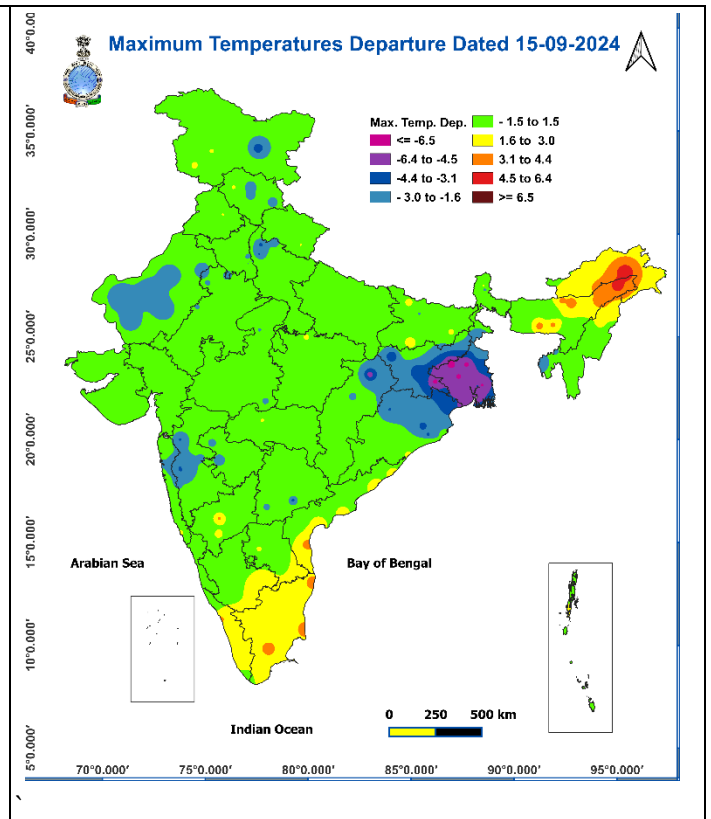 Maximum Temperatures Departure Dated 15-09-2024
Max. Temp. Dep.
<= -6.5
-6.4 to -4.5
-4.4 to -3.1
- 3.0 to -1.6
- 1.5 to 1.5
1.6 to 3.0
3.1 to 4.4
4.5 to 6.4
>= 6.5
40°0.000'
35°0.000'
30°0.000'
25°0.000'
20°0.000'
15°0.000'
10°0.000'
5°0.000'
Arabian Sea
Bay of Bengal
Indian Ocean
0 250 500 km
70°0.000' 75°0.000' 80°0.000' 85°0.000' 90°0.000' 95°0.000'
`